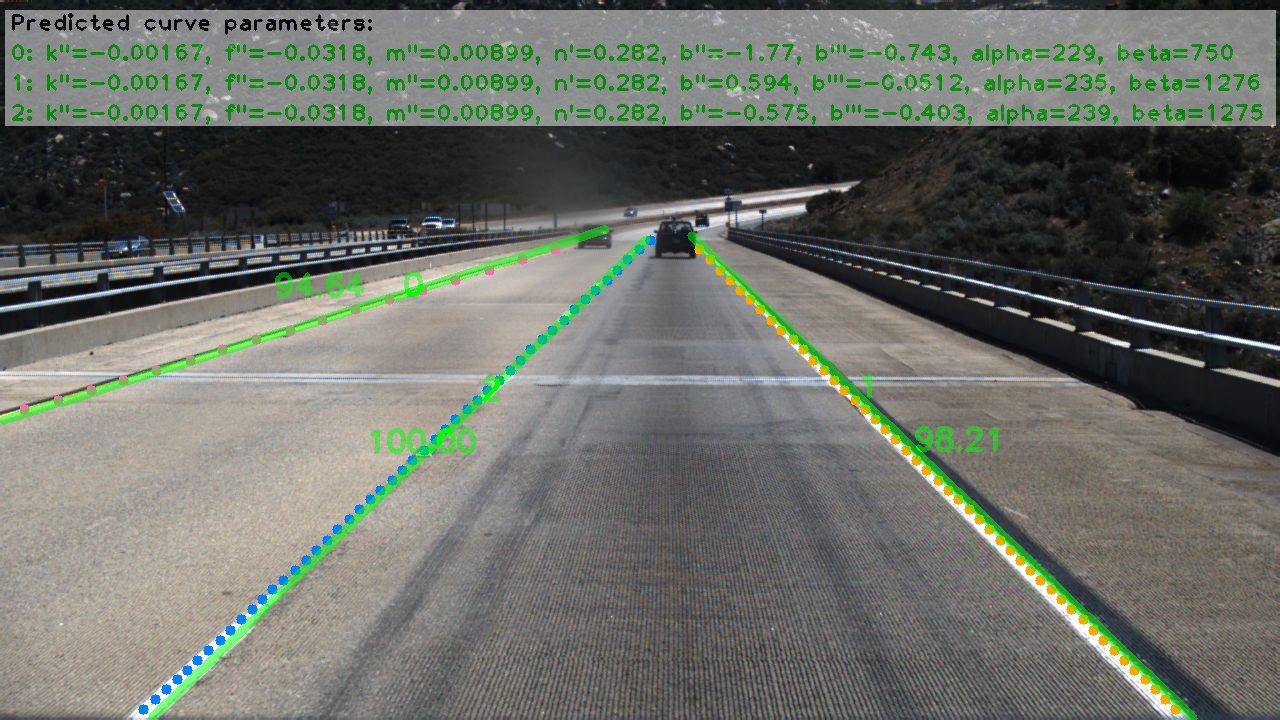 Predicted curve parameters:
0: k''=-0.00167, f''=-0.0318, m''=0.00899, n'=0.282, b''=-1.77, b'''=-0.743, alpha=229, beta=750
1: k''=-0.00167, f''=-0.0318, m''=0.00899, n'=0.282, b''=0.594, b'''=-0.0512, alpha=235, beta=1276
2: k''=-0.00167, f''=-0.0318, m''=0.00899, n'=0.282, b''=-0.575, b'''=-0.403, alpha=239, beta=1275
94.64 0
2 1
100.00 98.21